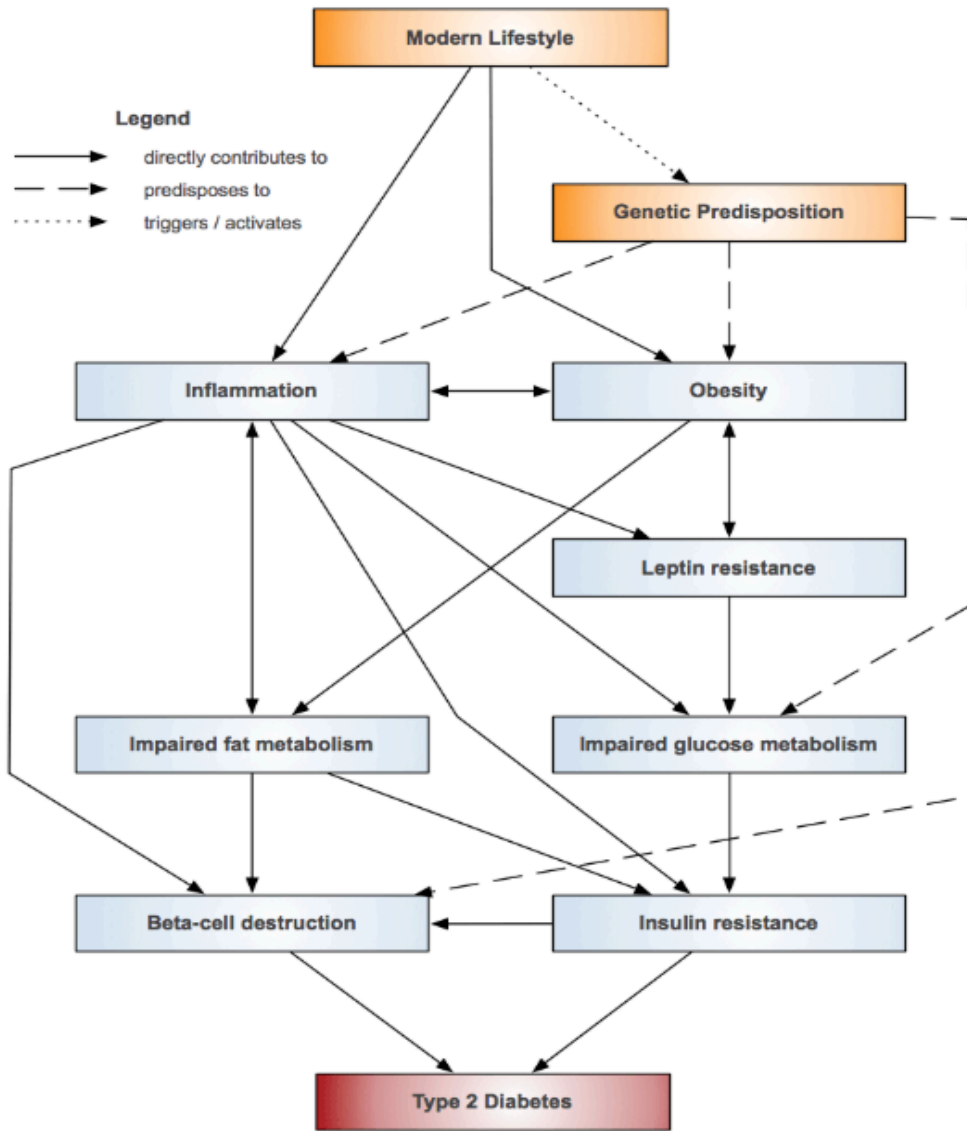 Modern Lifestyle
Legend
directly contributes to
predisposes to
triggers / activates
Genetic Predisposition
Inflammation
Obesity
Leptin resistance
Impaired fat metabolism
Impaired glucose metabolism
Beta-cell destruction
Insulin resistance
Type 2 Diabetes